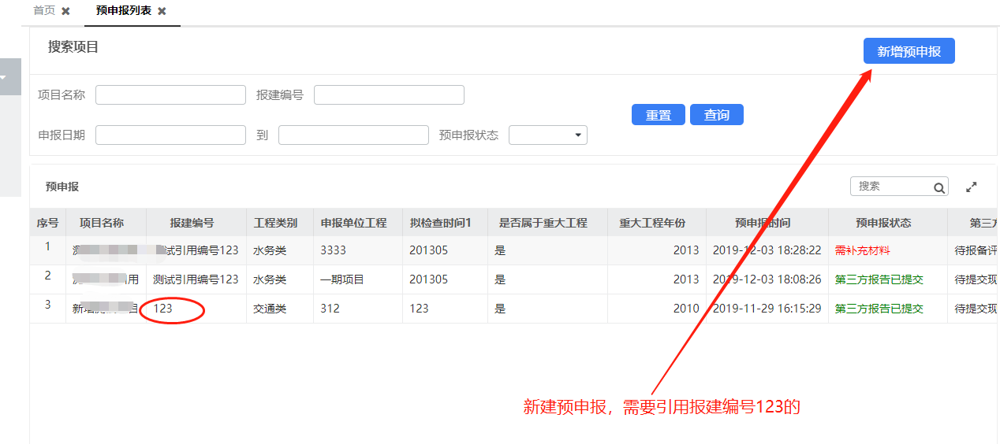 首页 预申报列表
搜索项目 新增预申报
项目名称 报建编号
重置 查询
申报日期 到 预申报状态
预申报 搜索
序号 项目名称 报建编号 工程类别 申报单位工程 拟检查时间1 是否属于重大工程 重大工程年份 预申报时间 预申报状态 第三方
1 测试引用编号123 水务类 3333 201305 是 2013 2019-12-03 18:28:22 需补充材料 待报备评
2 用 测试引用编号123 水务类 一期项目 201305 是 2013 2019-12-03 18:08:26 第三方报告已提交 待提交现
3 新增 目 123 交通类 312 123 是 2010 2019-11-29 16:15:29 第三方报告已提交 待提交现
新建预申报，需要引用报建编号123的